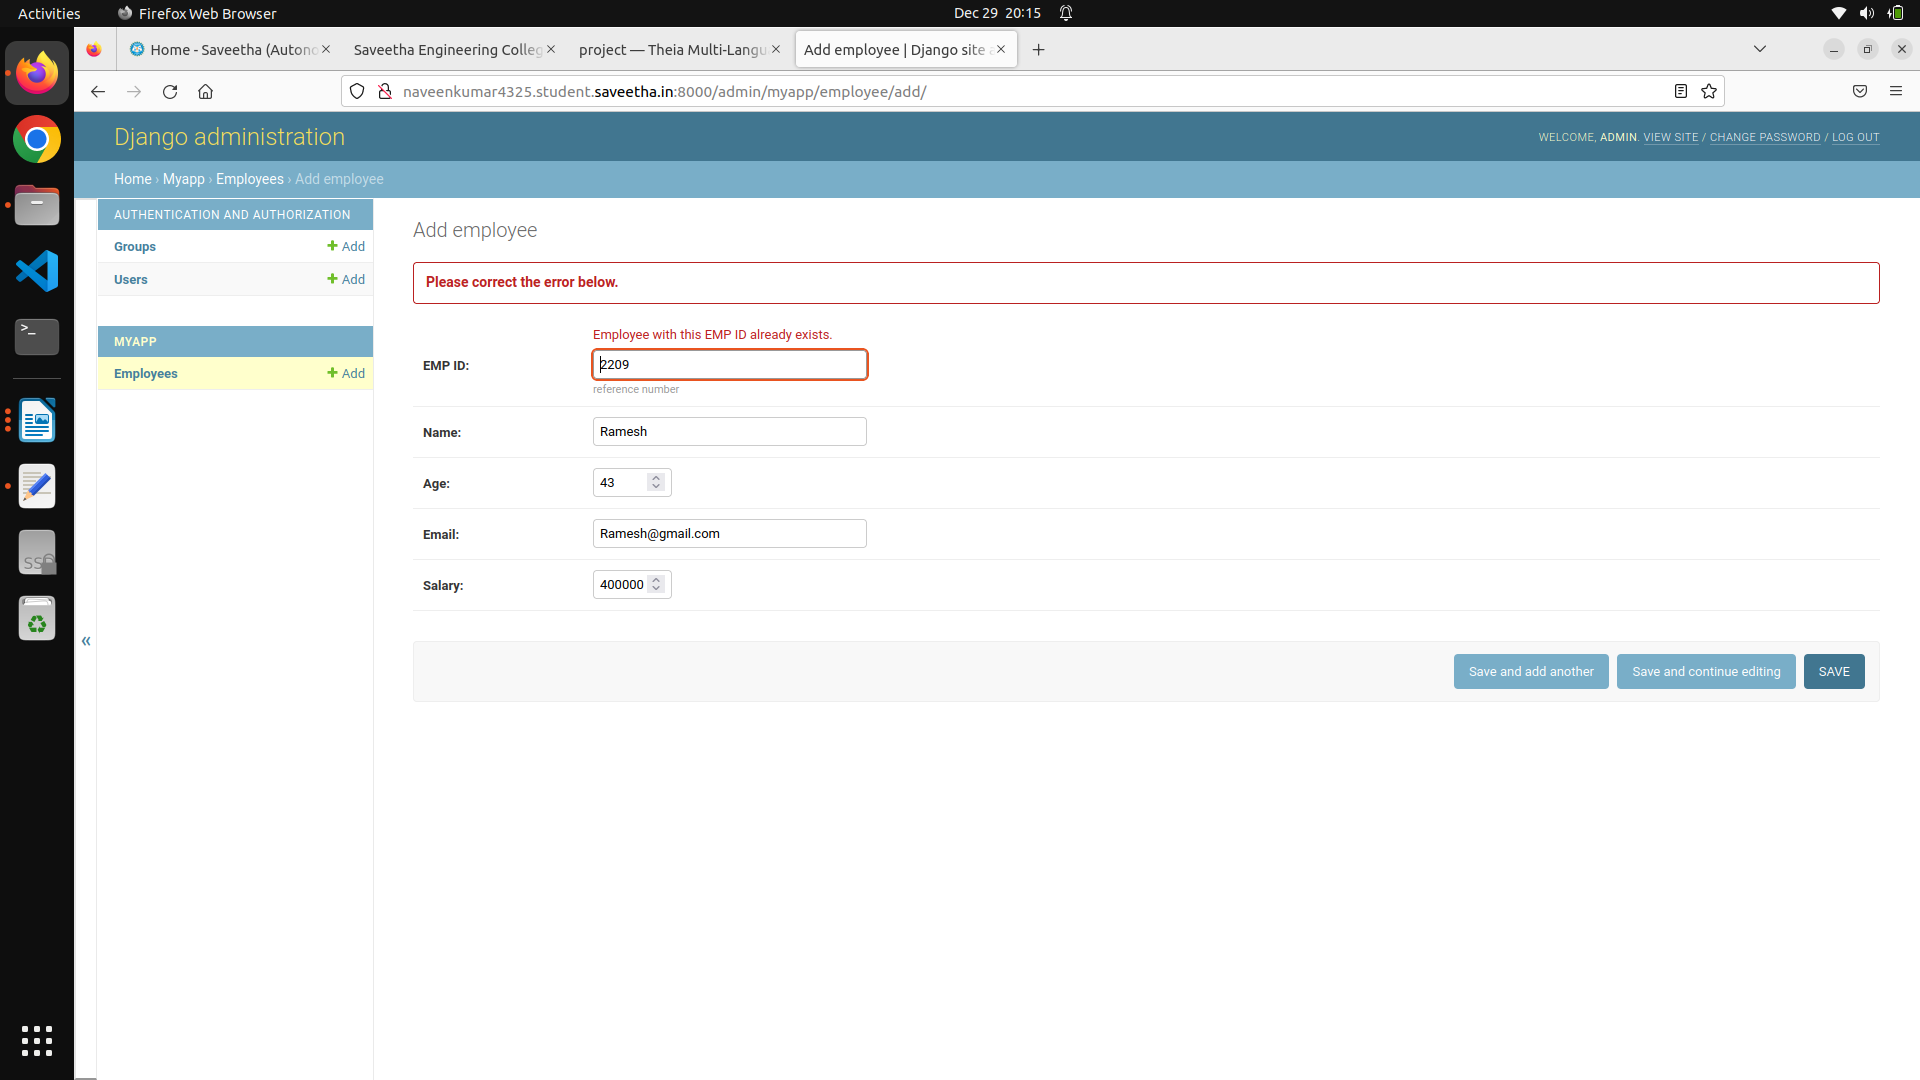 Activities
Firefox Web Browser
Dec 29 20:15
Home - Saveetha (Autono
Saveetha Engineering Colleg
project — Theia Multi-Langu
Add employee | Django site a
naveenkumar4325.student.saveetha.in:8000/admin/myapp/employee/add/
Django administration
WELCOME, ADMIN. VIEW SITE / CHANGE PASSWORD / LOG OUT
Home › Myapp › Employees › Add employee
AUTHENTICATION AND AUTHORIZATION
Groups
+ Add
Users
+ Add
MYAPP
Employees
+ Add
«
Add employee
Please correct the error below.
Employee with this EMP ID already exists.
EMP ID:
2209
reference number
Name:
Ramesh
Age:
43
Email:
Ramesh@gmail.com
Salary:
400000
Save and add another
Save and continue editing
SAVE
>_
SS